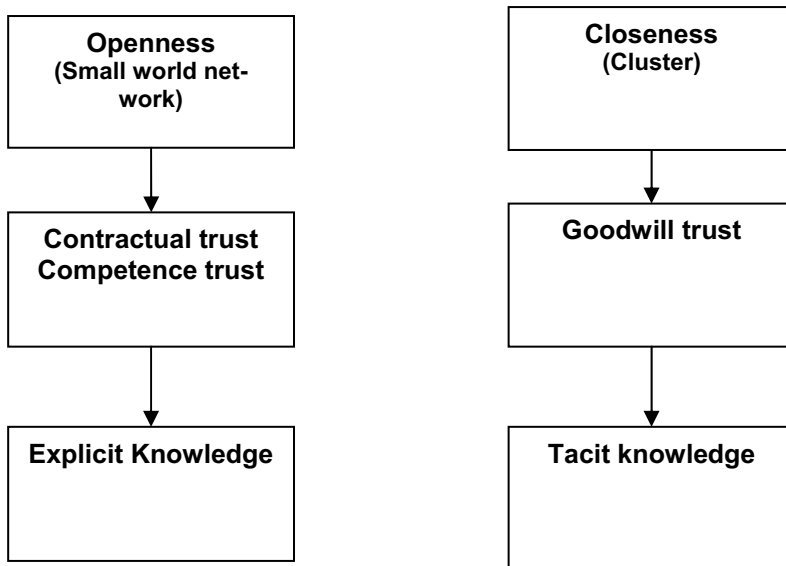 Openness
(Small world net-
work)
Closeness
(Cluster)
Contractual trust
Competence trust
Goodwill trust
Explicit Knowledge
Tacit knowledge